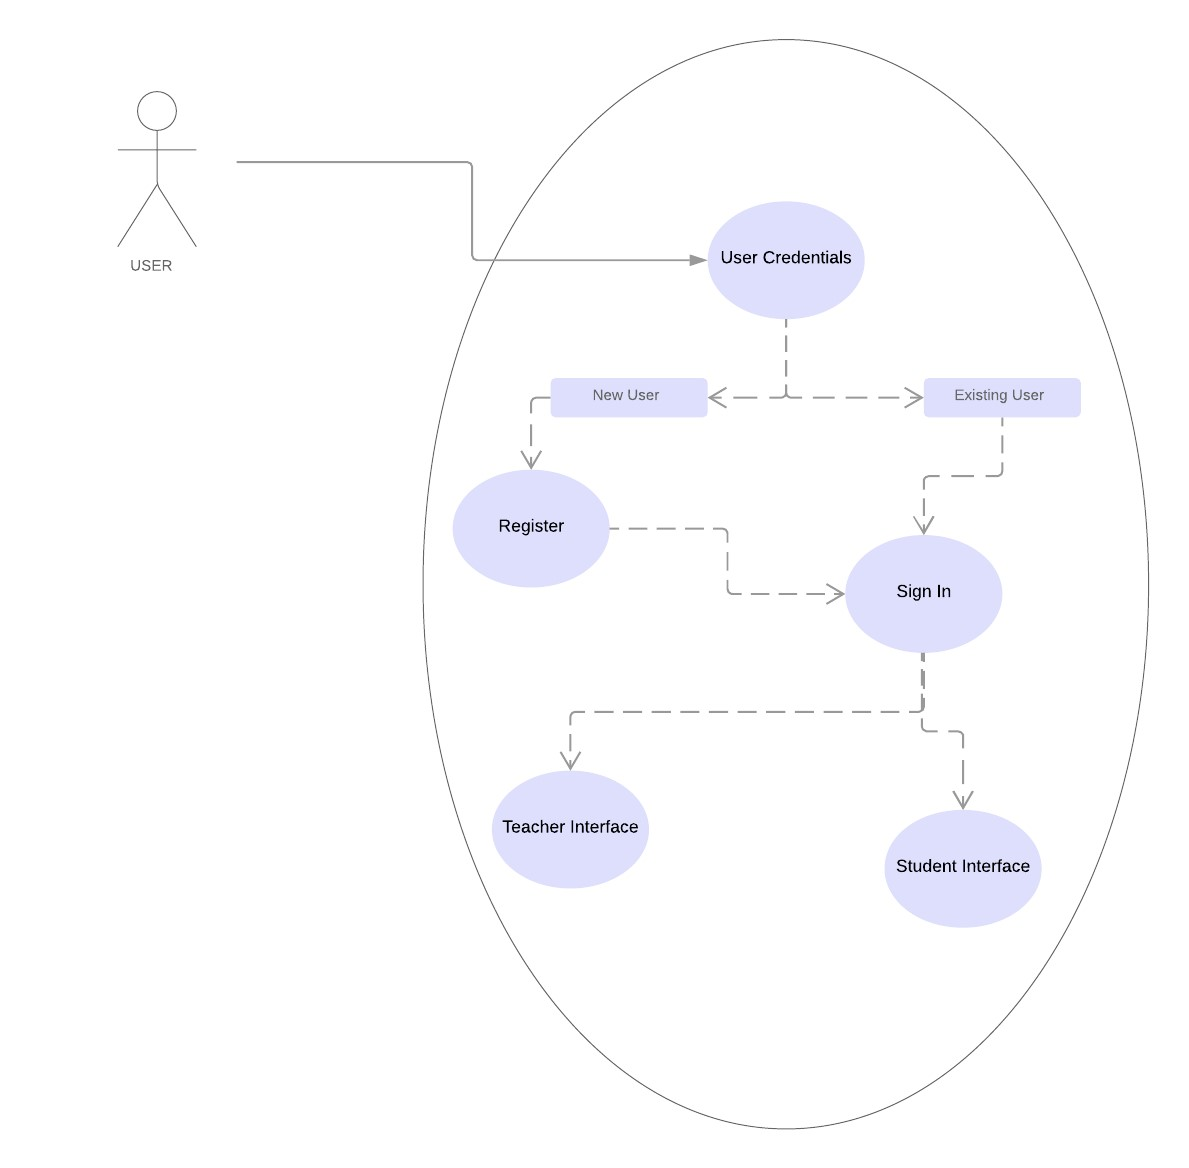 USER
User Credentials
New User
Existing User
Register
Sign In
Teacher Interface
Student Interface